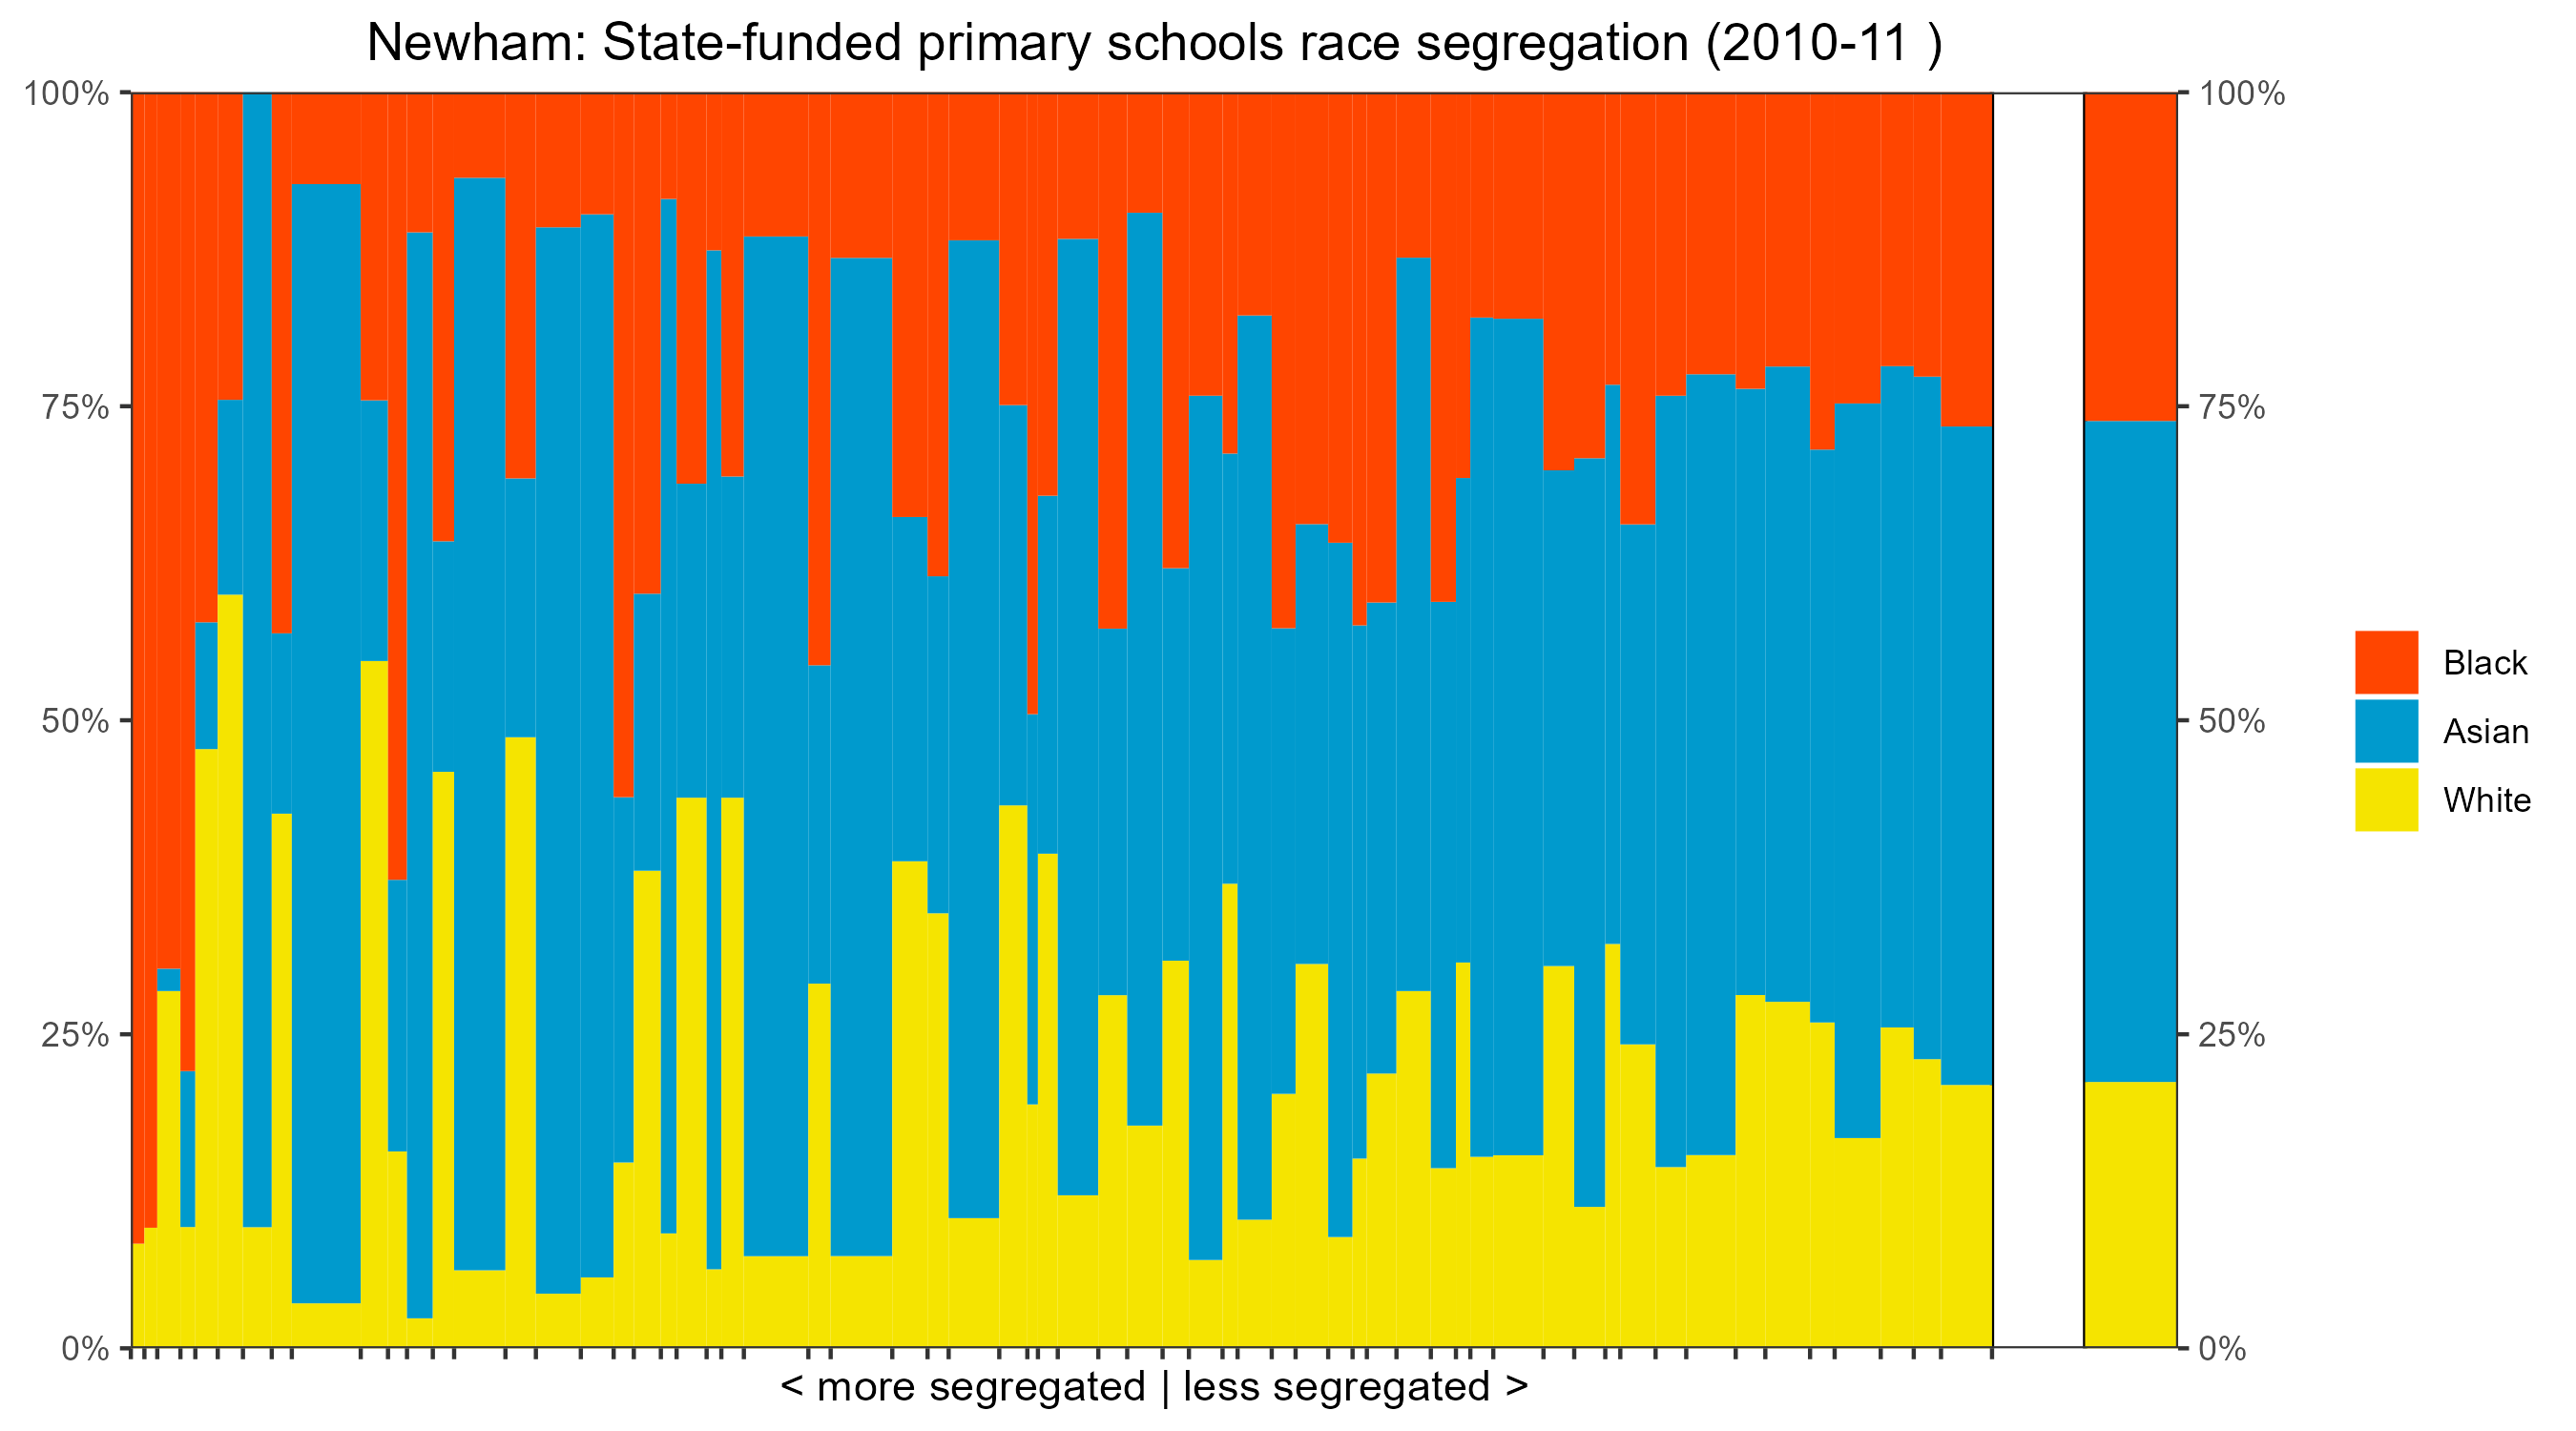 Newham: State-funded primary schools race segregation (2010-11 )
100%
75%
50%
25%
0%
100%
75%
50%
25%
0%
Black
Asian
White
< more segregated | less segregated >